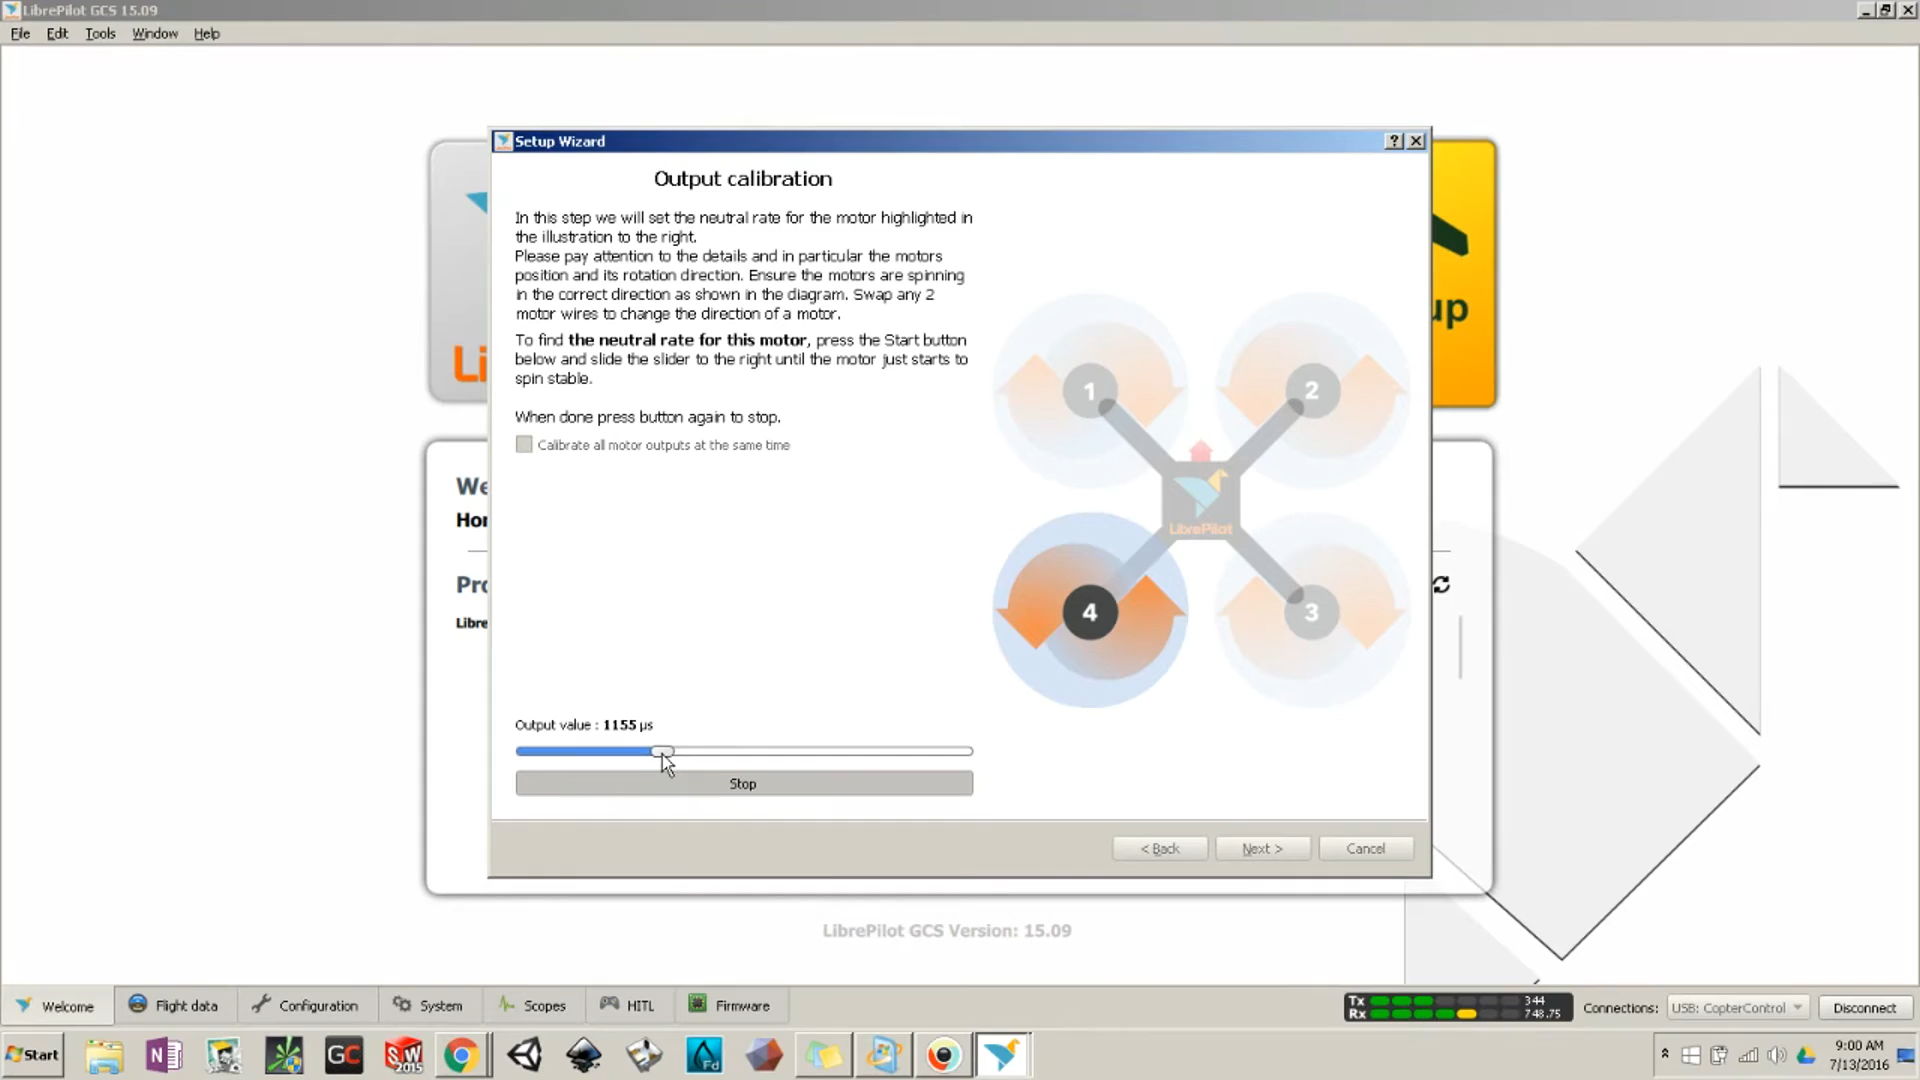 LibrePilot GCS 15.09
File Edit Tools Window Help
Setup Wizard
Output calibration
In this step we will set the neutral rate for the motor highlighted in
the illustration to the right.
Please pay attention to the details and in particular the motors
position and its rotation direction. Ensure the motors are spinning
in the correct direction as shown in the diagram. Swap any 2
motor wires to change the direction of a motor.
To find the neutral rate for this motor, press the Start button
below and slide the slider to the right until the motor just starts to
spin stable.
When done press button again to stop.
Calibrate all motor outputs at the same time
1
2
LibrePilot
4
3
up
Li
We
Hor
Pro
Libre
Output value : 1155 µs
Stop
< Back
Next >
Cancel
LibrePilot GCS Version: 15.09
Welcome
Flight data
Configuration
System
Scopes
HITL
Firmware
Tx 344
Rx 748.75
Connections:
USB: CopterControl
Disconnect
Start
N
GC
SW
2015
Fd
9:00 AM
7/13/2016